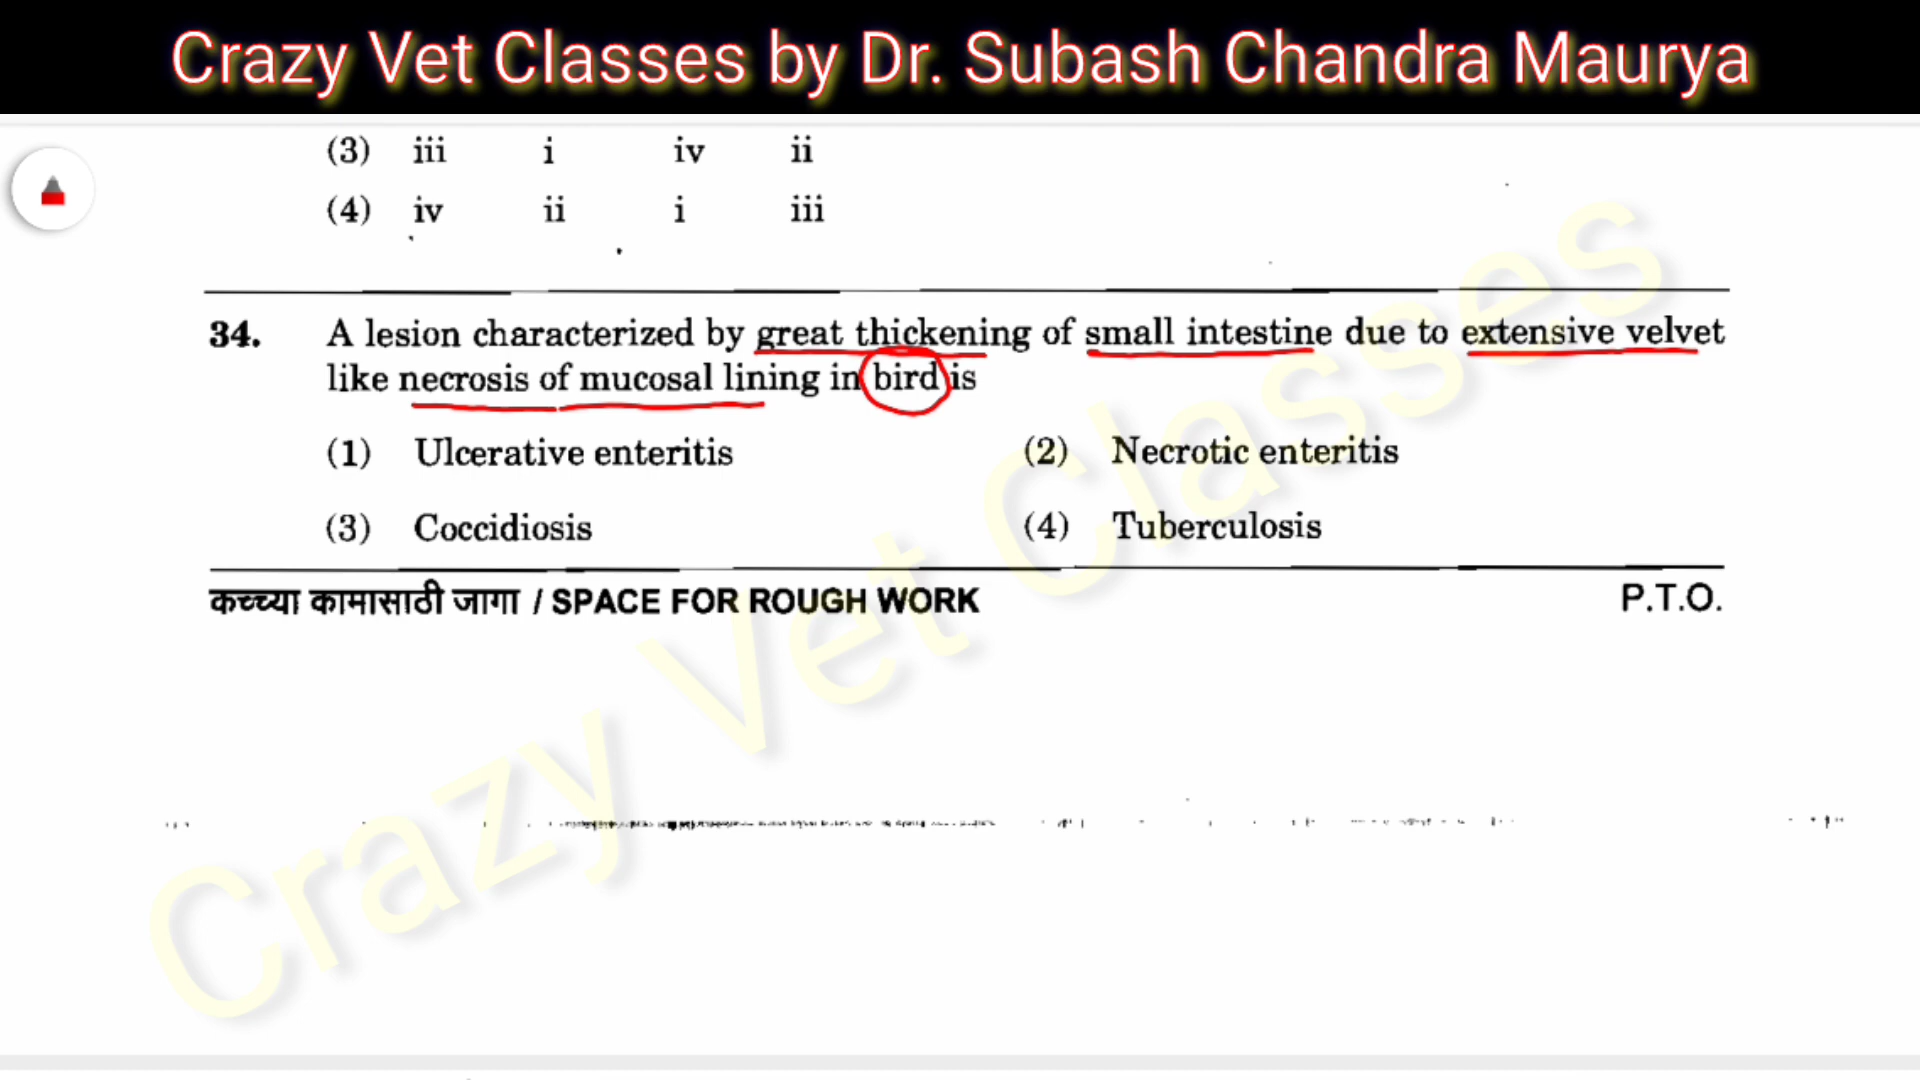 Crazy Vet Classes by Dr. Subash Chandra Maurya
(3) iii i iv ii
(4) iv ii i iii
34. A lesion characterized by great thickening of small intestine due to extensive velvet
like necrosis of mucosal lining in bird is
(1) Ulcerative enteritis (2) Necrotic enteritis
(3) Coccidiosis (4) Tuberculosis
कच्च्या कामासाठी जागा / SPACE FOR ROUGH WORK P.T.O.
Crazy Vet Classes